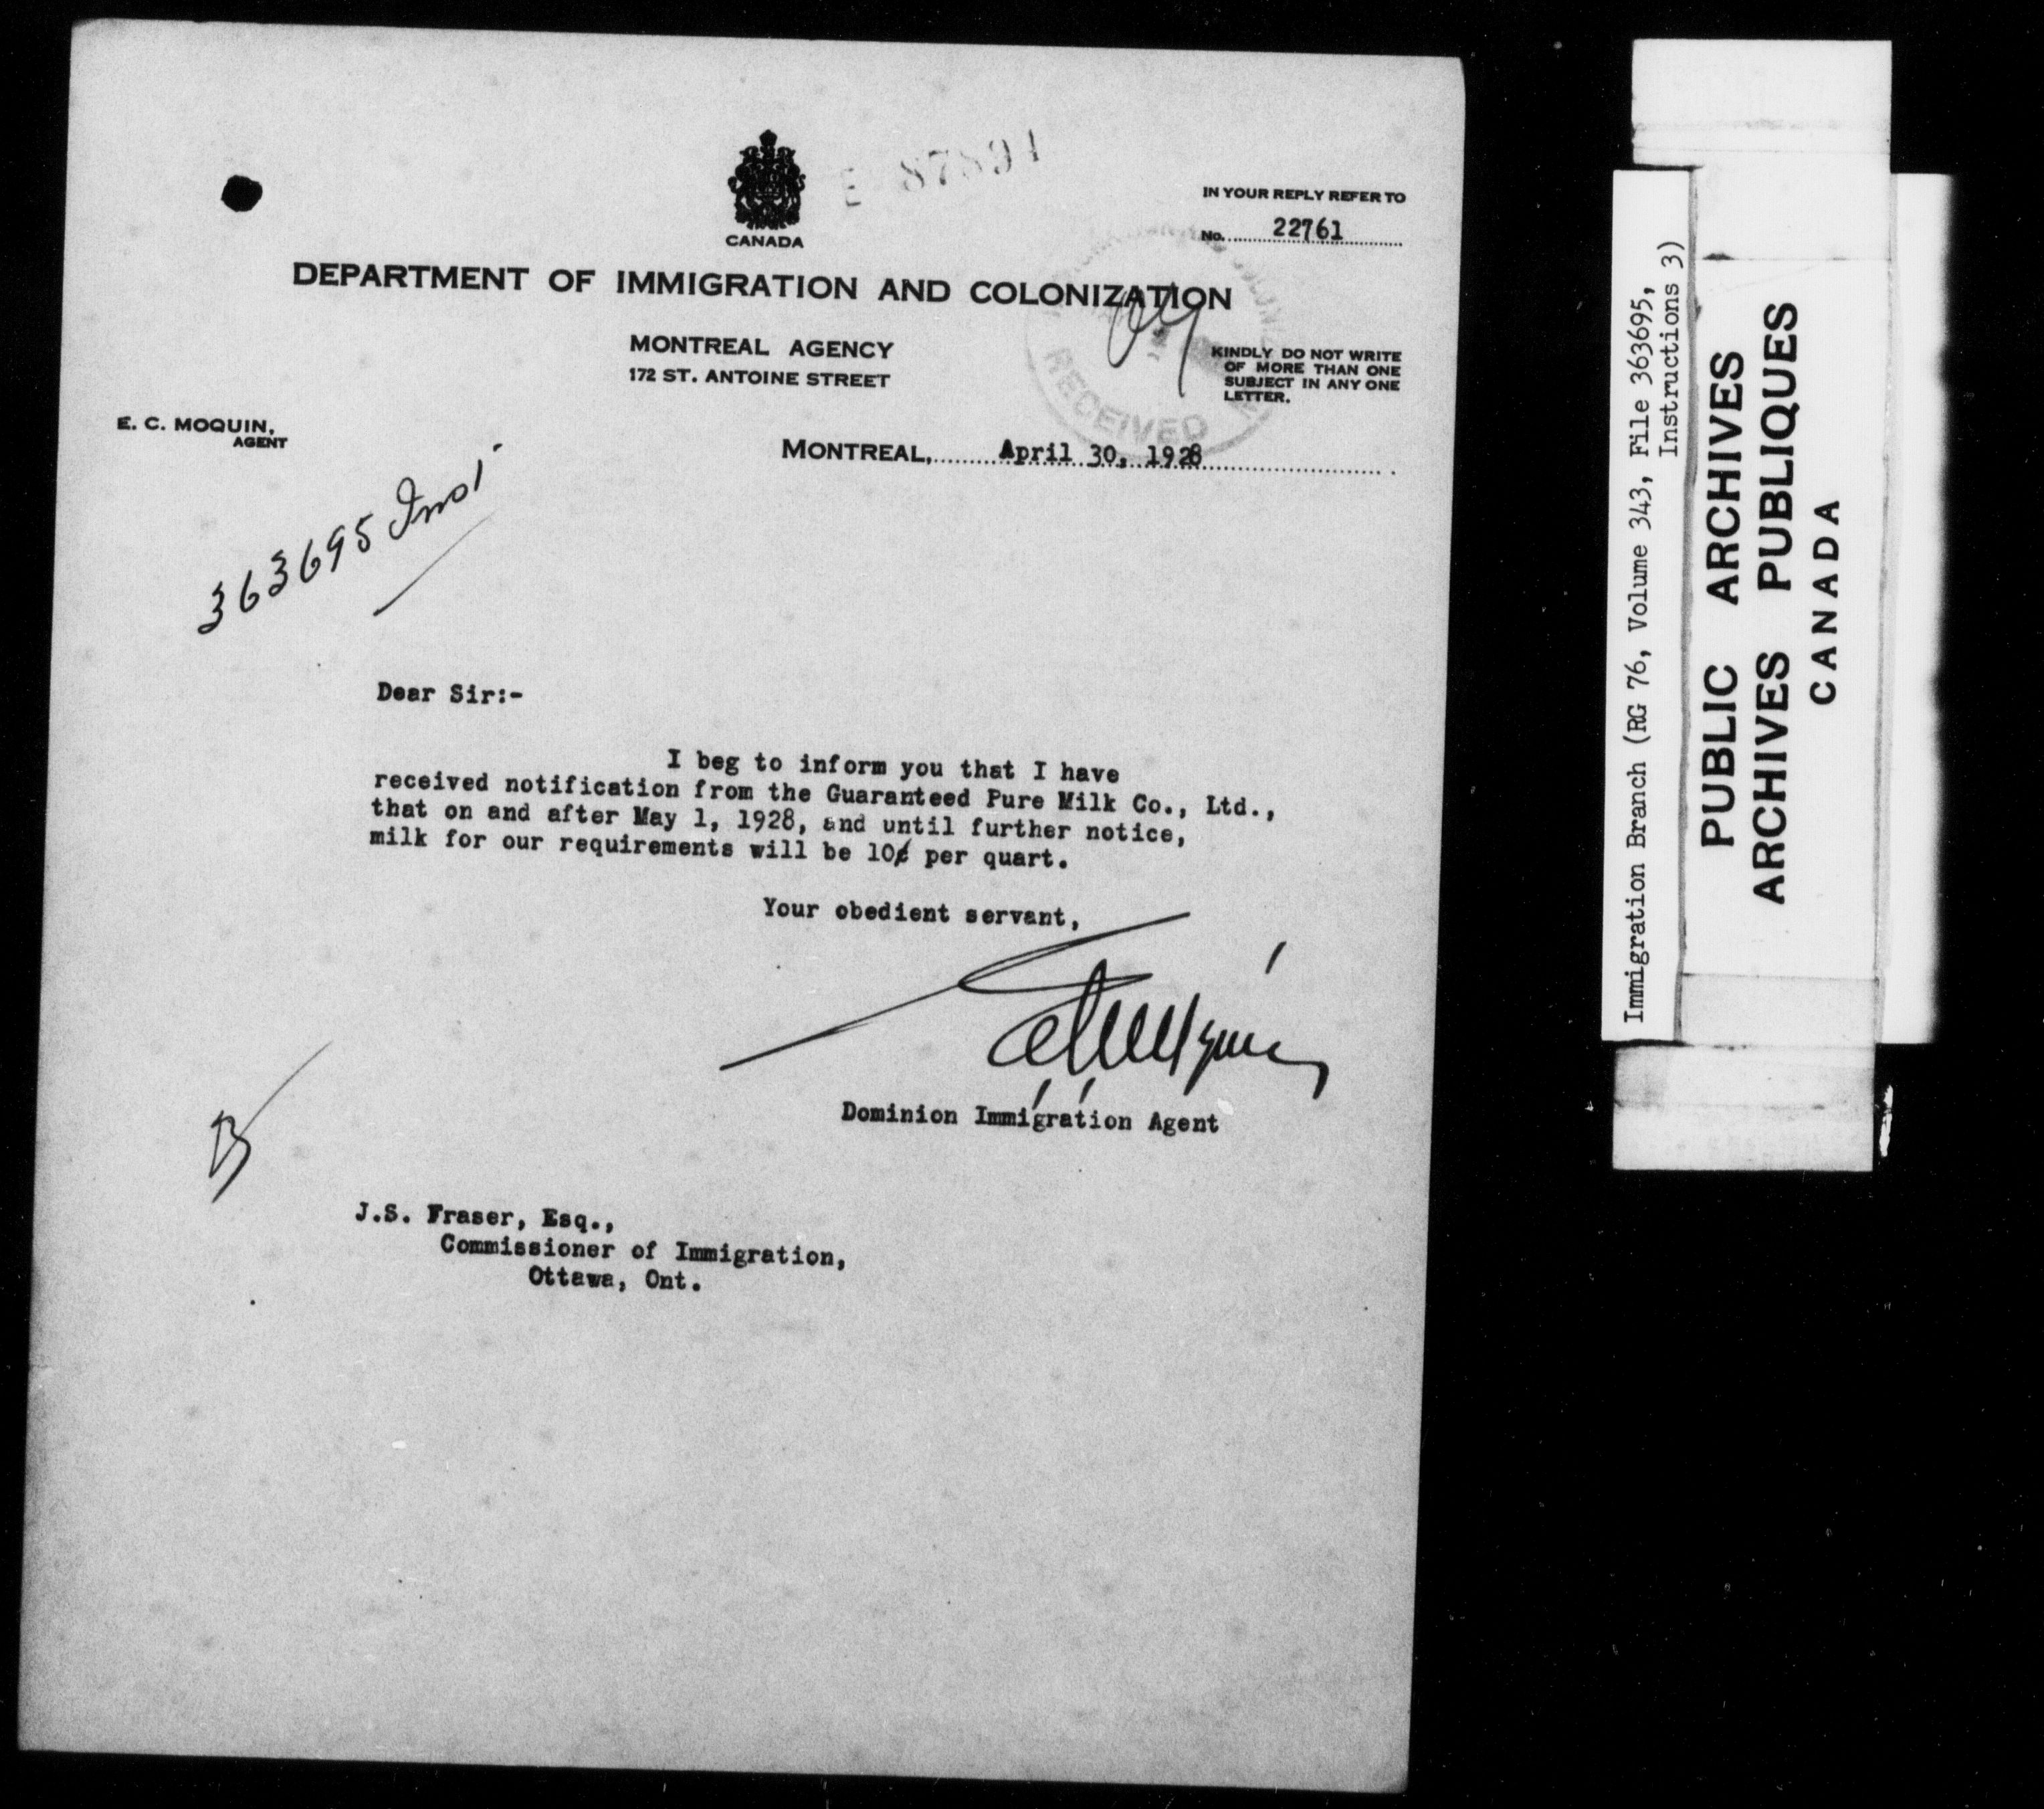 CANADA
IN YOUR REPLY REFER TO
No. 22761
DEPARTMENT OF IMMIGRATION AND COLONIZATION
MONTREAL AGENCY
172 ST. ANTOINE STREET
KINDLY DO NOT WRITE
OF MORE THAN ONE
SUBJECT IN ANY ONE
LETTER.
RECEIVED
E. C. MOQUIN,
AGENT
MONTREAL, April 30, 1928
363695 Inst
Dear Sir:-
I beg to inform you that I have
received notification from the Guaranteed Pure Milk Co., Ltd.,
that on and after May 1, 1928, and until further notice,
milk for our requirements will be 10¢ per quart.
Your obedient servant,
Dominion Immigration Agent
J.S. Fraser, Esq.,
Commissioner of Immigration,
Ottawa, Ont.
Immigration Branch (RG 76, Volume 343, File 363695,
Instructions 3)
PUBLIC ARCHIVES
ARCHIVES PUBLIQUES
CANADA